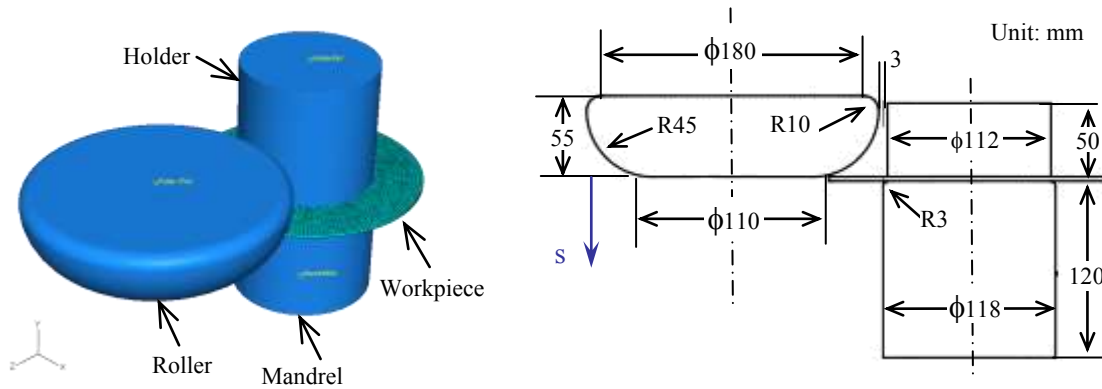 Holder
Workpiece
Roller
Mandrel
Y
Z
X
Unit: mm
ϕ180
3
55
R45
R10
ϕ112
50
ϕ110
R3
S
ϕ118
120